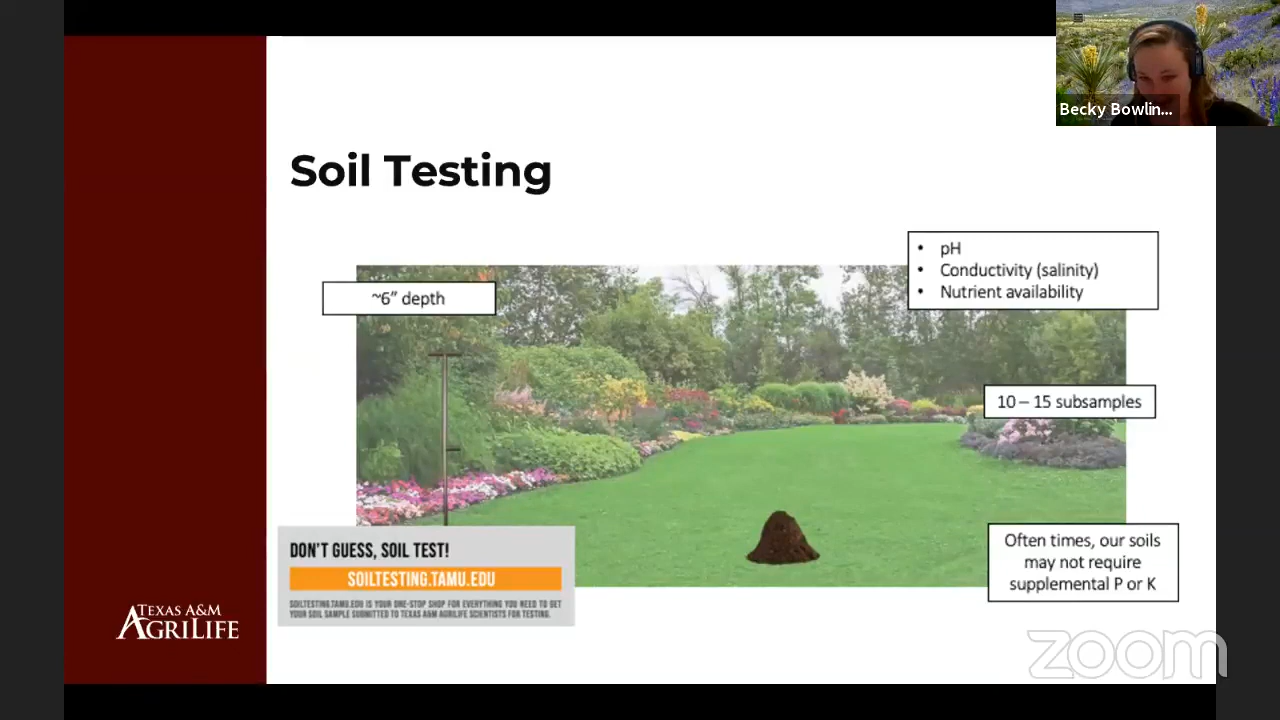 Becky Bowlin...
Soil Testing
~6” depth
• pH
• Conductivity (salinity)
• Nutrient availability
10 – 15 subsamples
DON'T GUESS, SOIL TEST!
SOILTESTING.TAMU.EDU
SOILTESTING.TAMU.EDU IS YOUR ONE-STOP SHOP FOR EVERYTHING YOU NEED TO GET
YOUR SOIL SAMPLE SUBMITTED TO TEXAS A&M AGRILIFE SCIENTISTS FOR TESTING.
Often times, our soils
may not require
supplemental P or K
TEXAS A&M
AGRILIFE
zoom